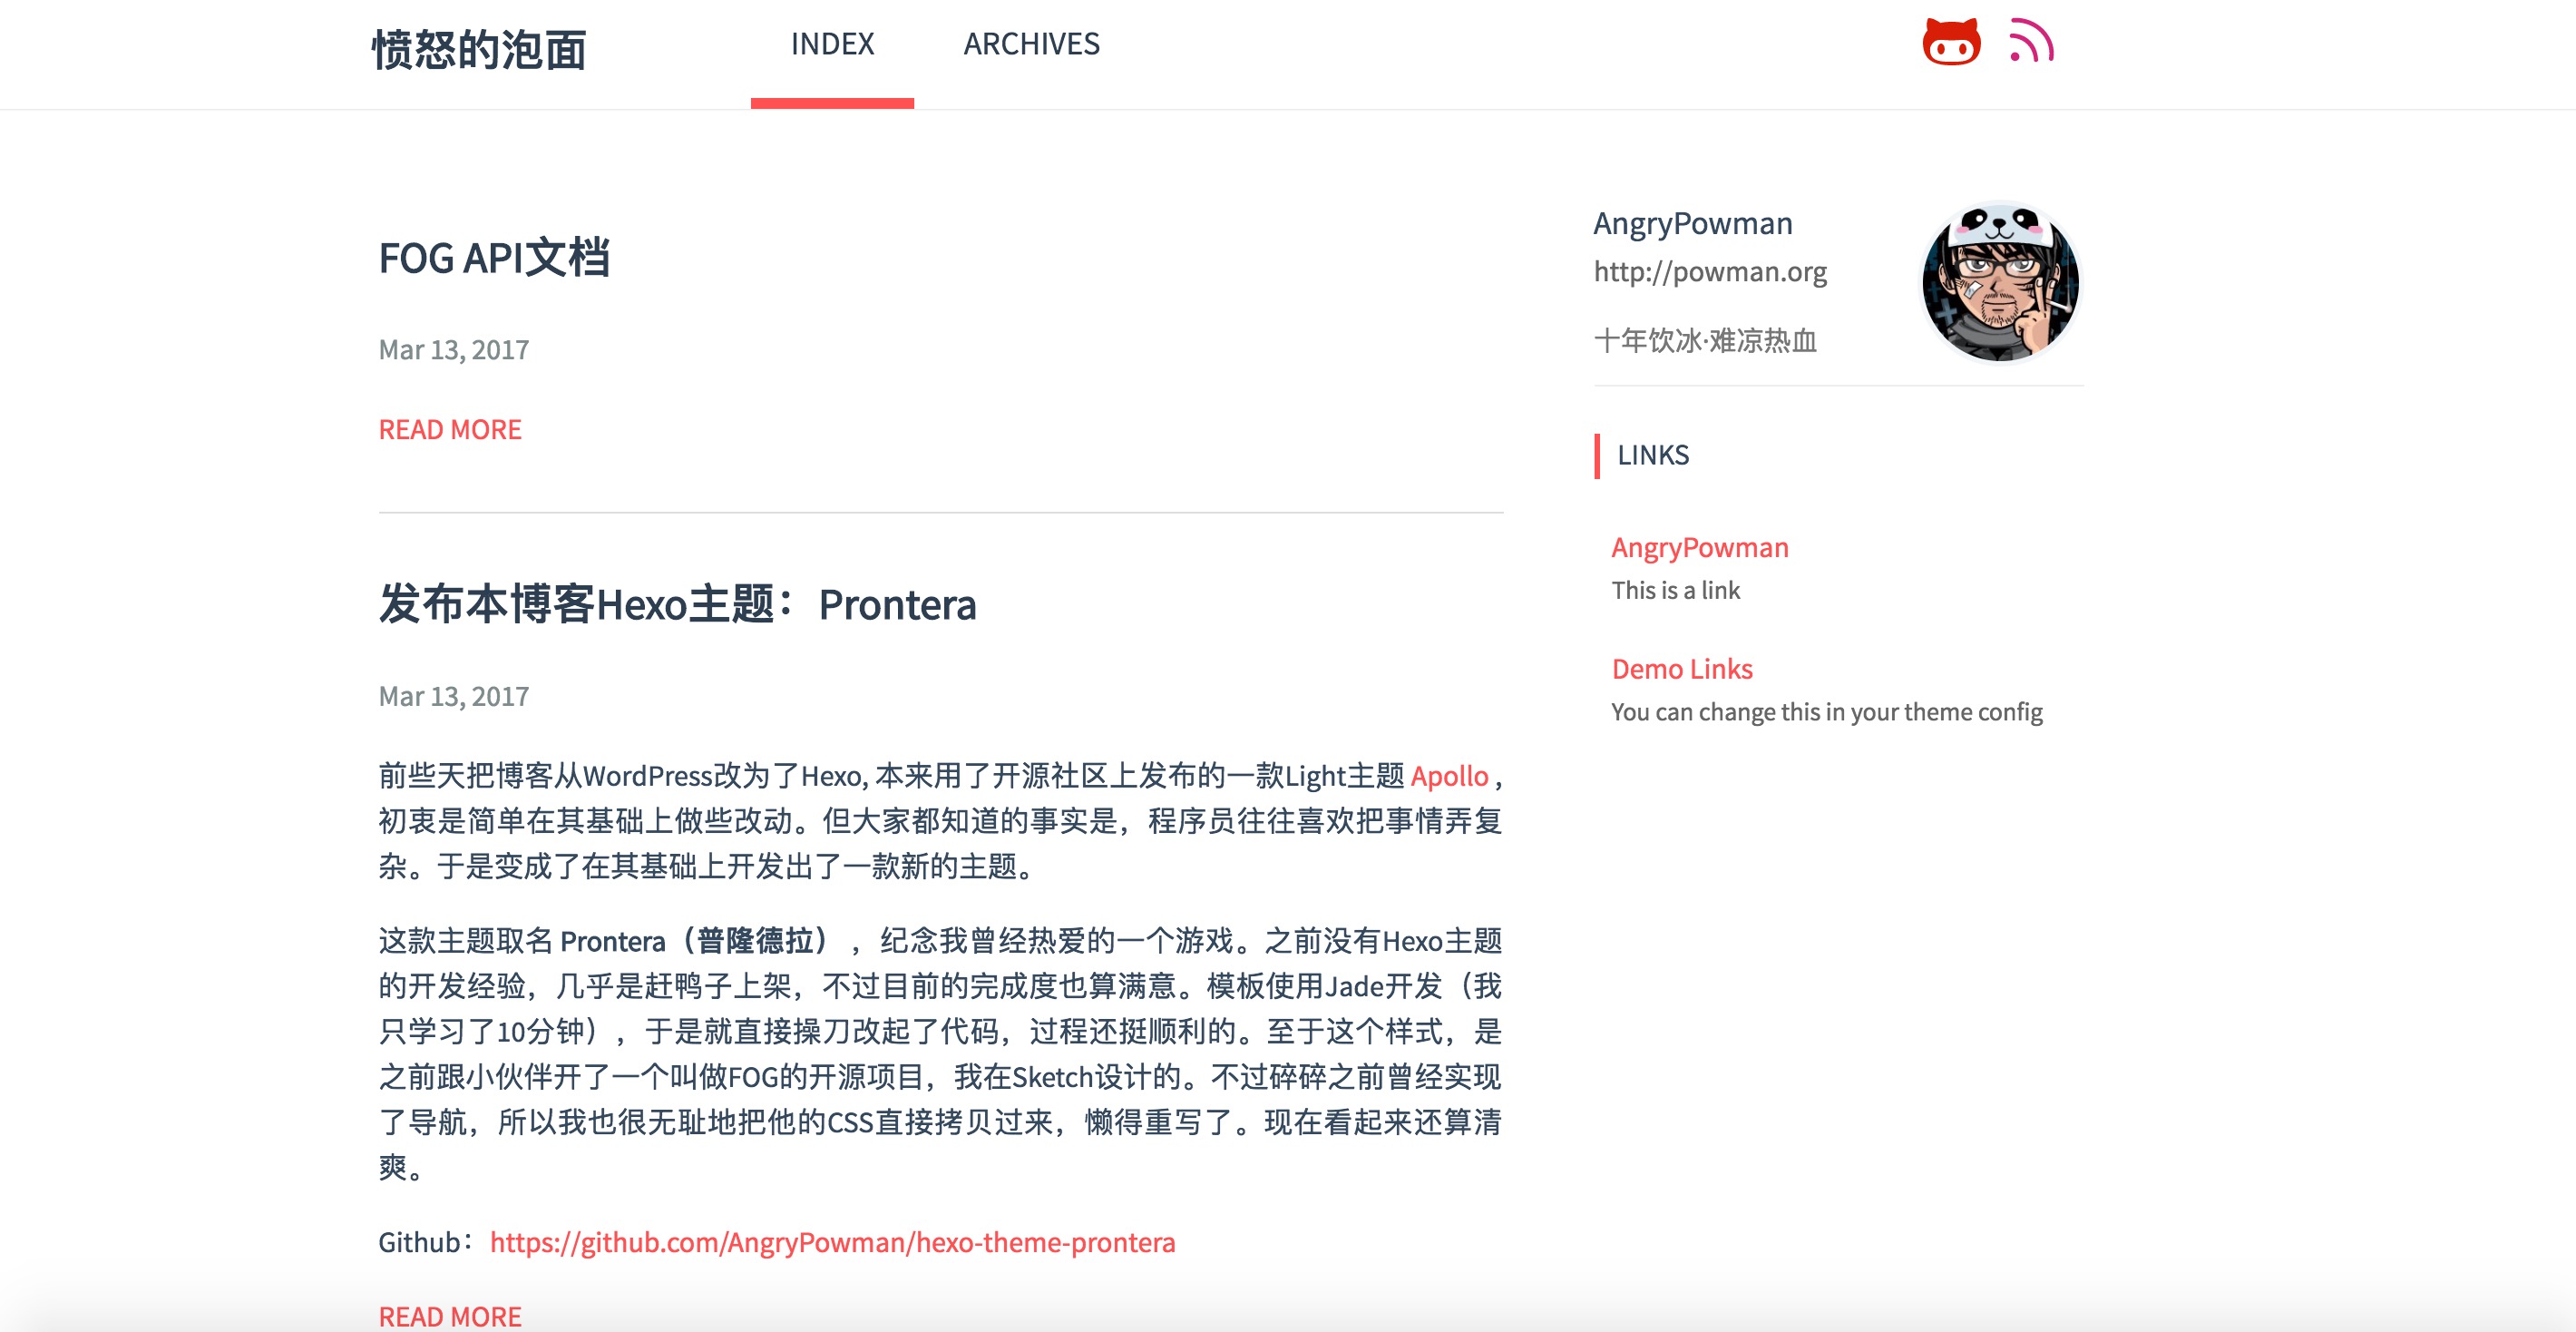 愤怒的泡面
INDEX
ARCHIVES
FOG API文档
Mar 13, 2017
READ MORE
发布本博客Hexo主题：Prontera
Mar 13, 2017
前些天把博客从WordPress改为了Hexo, 本来用了开源社区上发布的一款Light主题 Apollo ,
初衷是简单在其基础上做些改动。但大家都知道的事实是，程序员往往喜欢把事情弄复
杂。于是变成了在其基础上开发出了一款新的主题。
这款主题取名 Prontera（普隆德拉） ，纪念我曾经热爱的一个游戏。之前没有Hexo主题
的开发经验，几乎是赶鸭子上架，不过目前的完成度也算满意。模板使用Jade开发（我
只学习了10分钟），于是就直接操刀改起了代码，过程还挺顺利的。至于这个样式，是
之前跟小伙伴开了一个叫做FOG的开源项目，我在Sketch设计的。不过碎碎之前曾经实现
了导航，所以我也很无耻地把他的CSS直接拷贝过来，懒得重写了。现在看起来还算清
爽。
Github：https://github.com/AngryPowman/hexo-theme-prontera
READ MORE
AngryPowman
http://powman.org
十年饮冰·难凉热血
LINKS
AngryPowman
This is a link
Demo Links
You can change this in your theme config